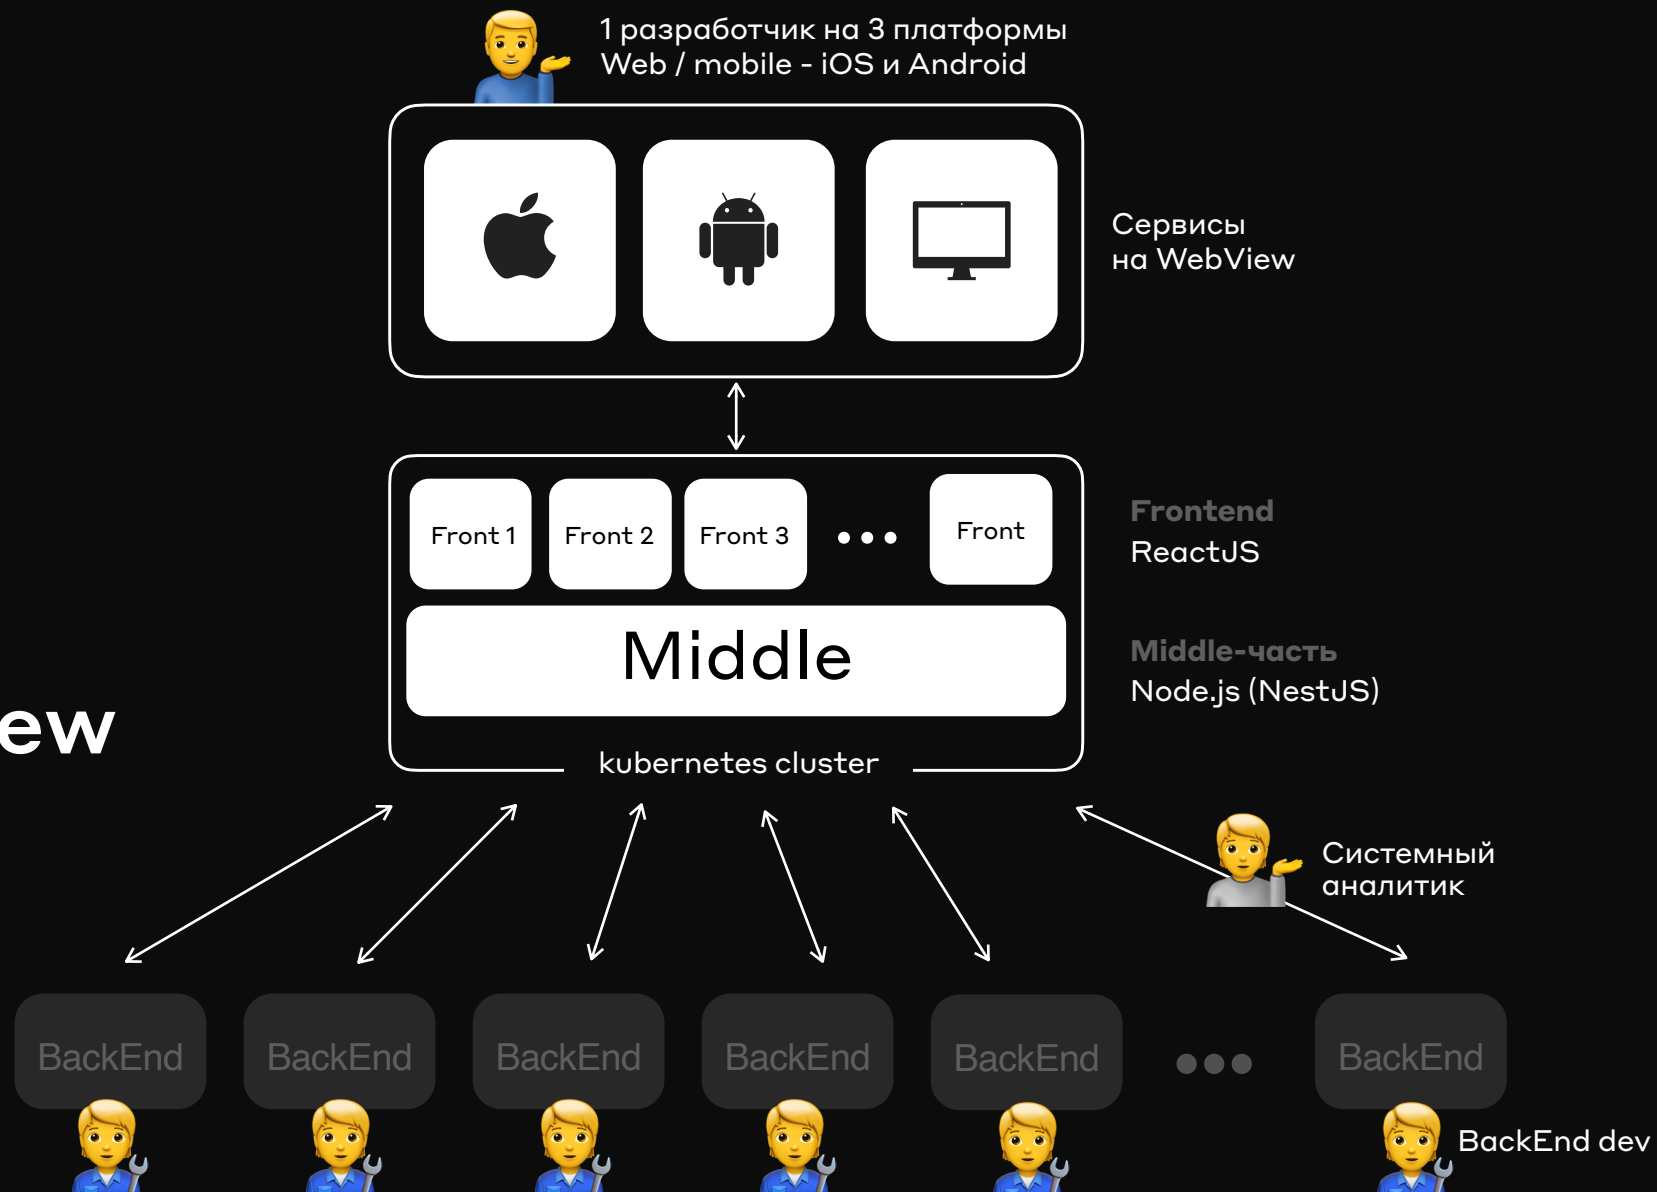 1 разработчик на 3 платформы
Web / mobile - iOS и Android
Сервисы
на WebView
Front 1
Front 2
Front 3
Front
Frontend
ReactJS
Middle
Middle-часть
Node.js (NestJS)
ew
kubernetes cluster
Системный
аналитик
BackEnd
BackEnd
BackEnd
BackEnd
BackEnd
BackEnd
BackEnd dev